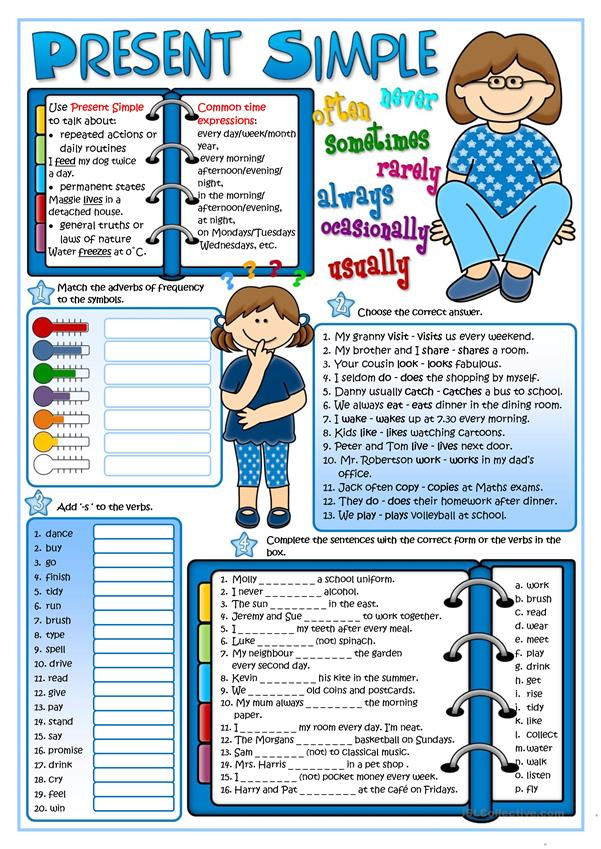 PRESENT SIMPLE
Use Present Simple
to talk about:
• repeated actions or
daily routines
I feed my dog twice
a day.
• permanent states
Maggie lives in a
detached house.
• general truths or
laws of nature
Water freezes at 0°C.
Common time
expressions:
every day/week/month
year,
every morning/
afternoon/evening/
night,
in the morning/
afternoon/evening,
at night,
on Mondays/Tuesdays
Wednesdays, etc.
never
often
sometimes
rarely
always
ocasionally
usually
? ? ? ?
1 Match the adverbs of frequency
to the symbols.
2 Choose the correct answer.
1. My granny visit - visits us every weekend.
2. My brother and I share - shares a room.
3. Your cousin look - looks fabulous.
4. I seldom do - does the shopping by myself.
5. Danny usually catch - catches a bus to school.
6. We always eat - eats dinner in the dining room.
7. I wake - wakes up at 7.30 every morning.
8. Kids like - likes watching cartoons.
9. Peter and Tom live - lives next door.
10. Mr. Robertson work - works in my dad's
office.
11. Jack often copy - copies at Maths exams.
12. They do - does their homework after dinner.
13. We play - plays volleyball at school.
3 Add '-s' to the verbs.
1. dance
2. buy
3. go
4. finish
5. tidy
6. run
7. brush
8. type
9. spell
10. drive
11. read
12. give
13. pay
14. stand
15. say
16. promise
17. drink
18. cry
19. feel
20. win
4 Complete the sentences with the correct form or the verbs in the
box.
1. Molly ________ a school uniform.
2. I never ________ alcohol.
3. The sun ________ in the east.
4. Jeremy and Sue ________ to work together.
5. I ________ my teeth after every meal.
6. Luke ________ (not) spinach.
7. My neighbour ________ the garden
every second day.
8. Kevin ________ his kite in the summer.
9. We ________ old coins and postcards.
10. My mum always ________ the morning
paper.
11. I ________ my room every day. I'm neat.
12. The Morgans ________ basketball on Sundays.
13. Sam ________ (not) to classical music.
14. Mrs. Harris ________ in a pet shop.
15. I ________ (not) pocket money every week.
16. Harry and Pat ________ at the café on Fridays.
a. work
b. brush
c. read
d. wear
e. meet
f. play
g. drink
h. get
i. rise
j. tidy
k. like
l. collect
m. water
n. walk
o. listen
p. fly
iSLCollective.com